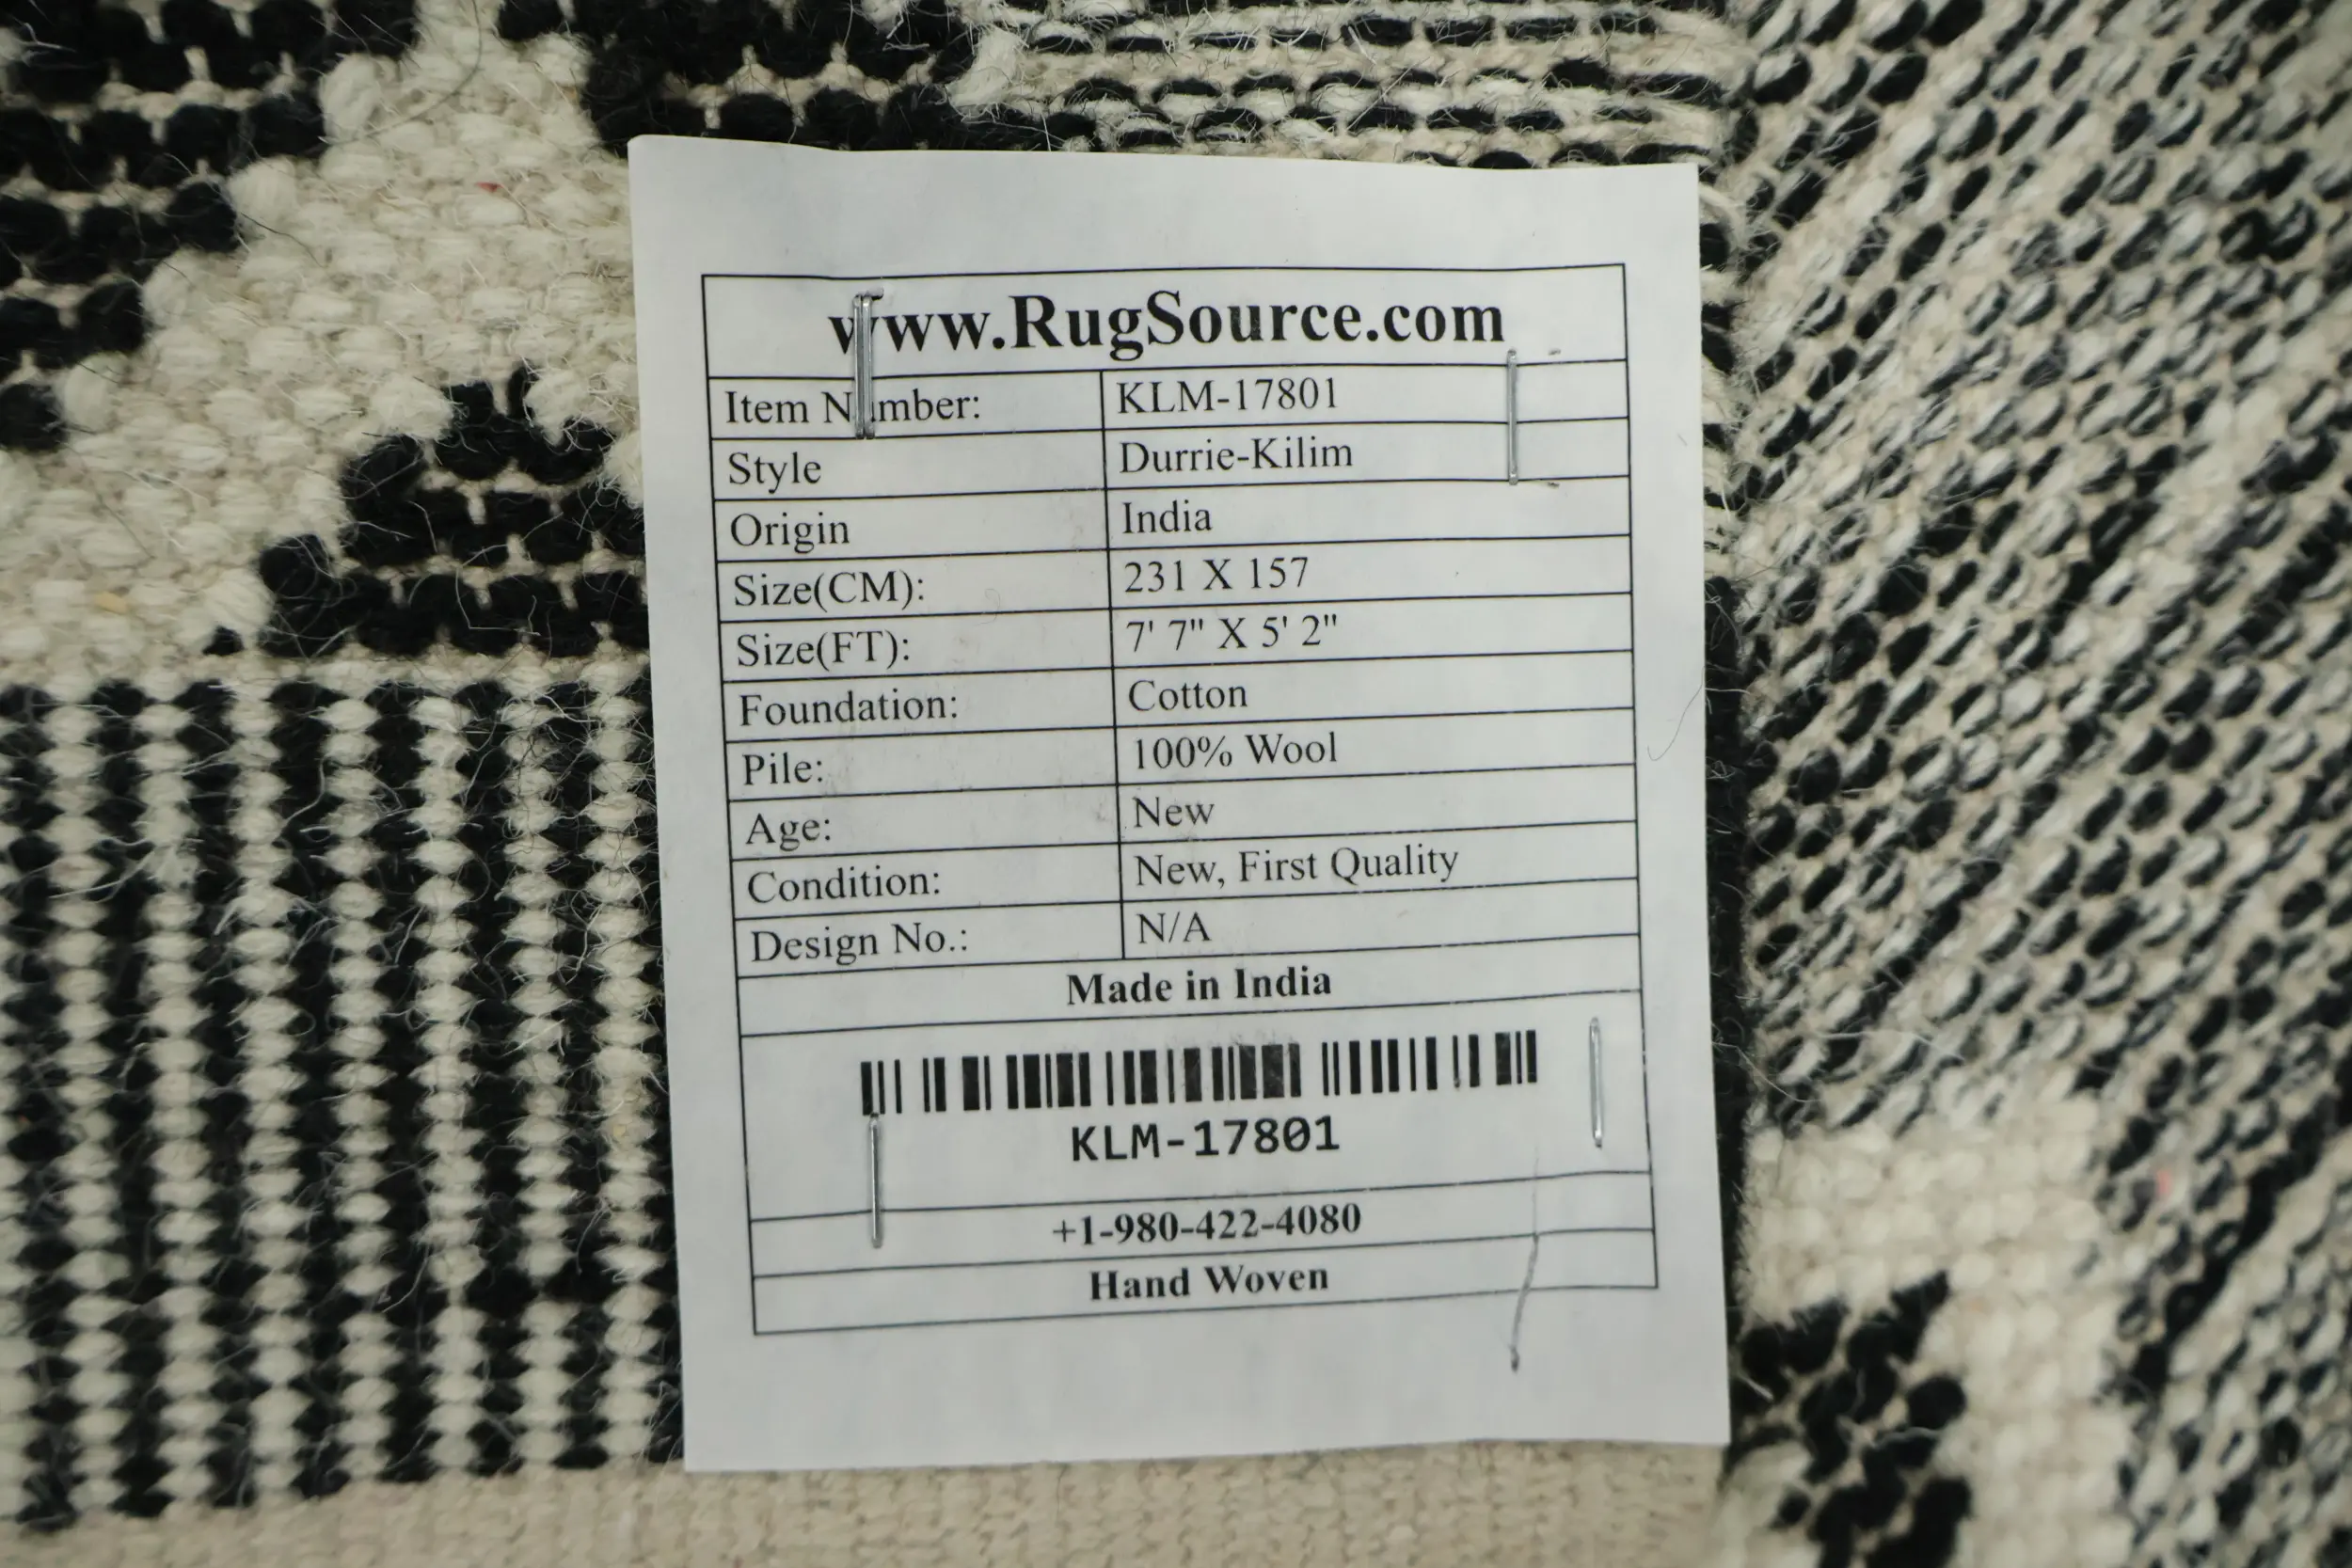 www.RugSource.com
Item Number: KLM-17801
Style Durrie-Kilim
Origin India
Size(CM): 231 X 157
Size(FT): 7' 7" X 5' 2"
Foundation: Cotton
Pile: 100% Wool
Age: New
Condition: New, First Quality
Design No.: N/A
Made in India
KLM-17801
+1-980-422-4080
Hand Woven